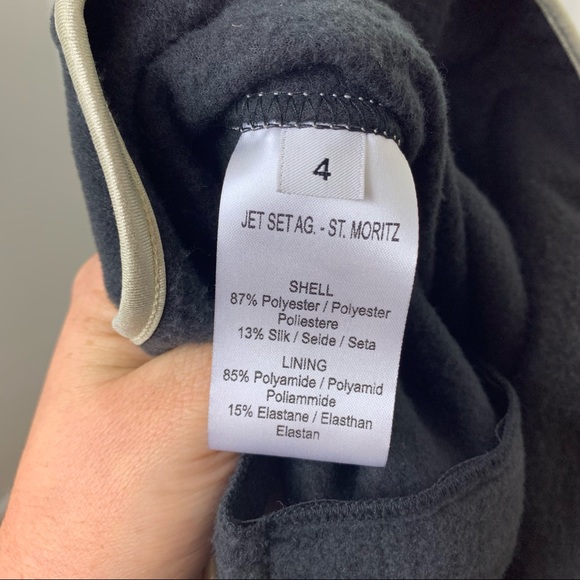 4
JET SET AG. - ST. MORITZ
SHELL
87% Polyester / Polyester
Poliestere
13% Silk / Seide / Seta
LINING
85% Polyamide / Polyamid
Poliammide
15% Elastane / Elasthan
Elastan